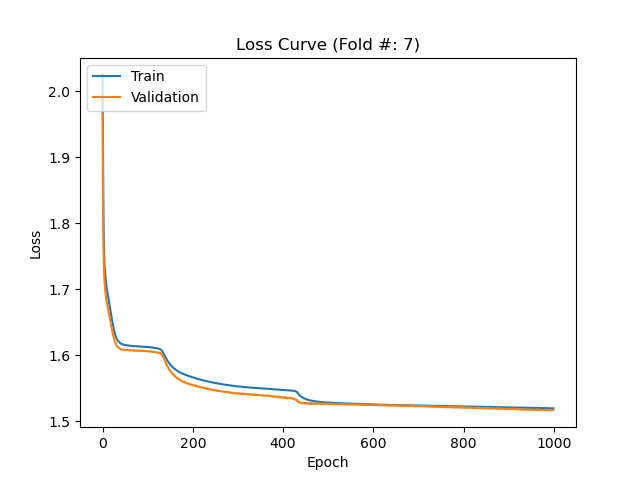 Loss Curve (Fold #: 7)
Train
Validation
2.0
1.9
1.8
1.7
1.6
1.5
Loss
0 200 400 600 800 1000
Epoch